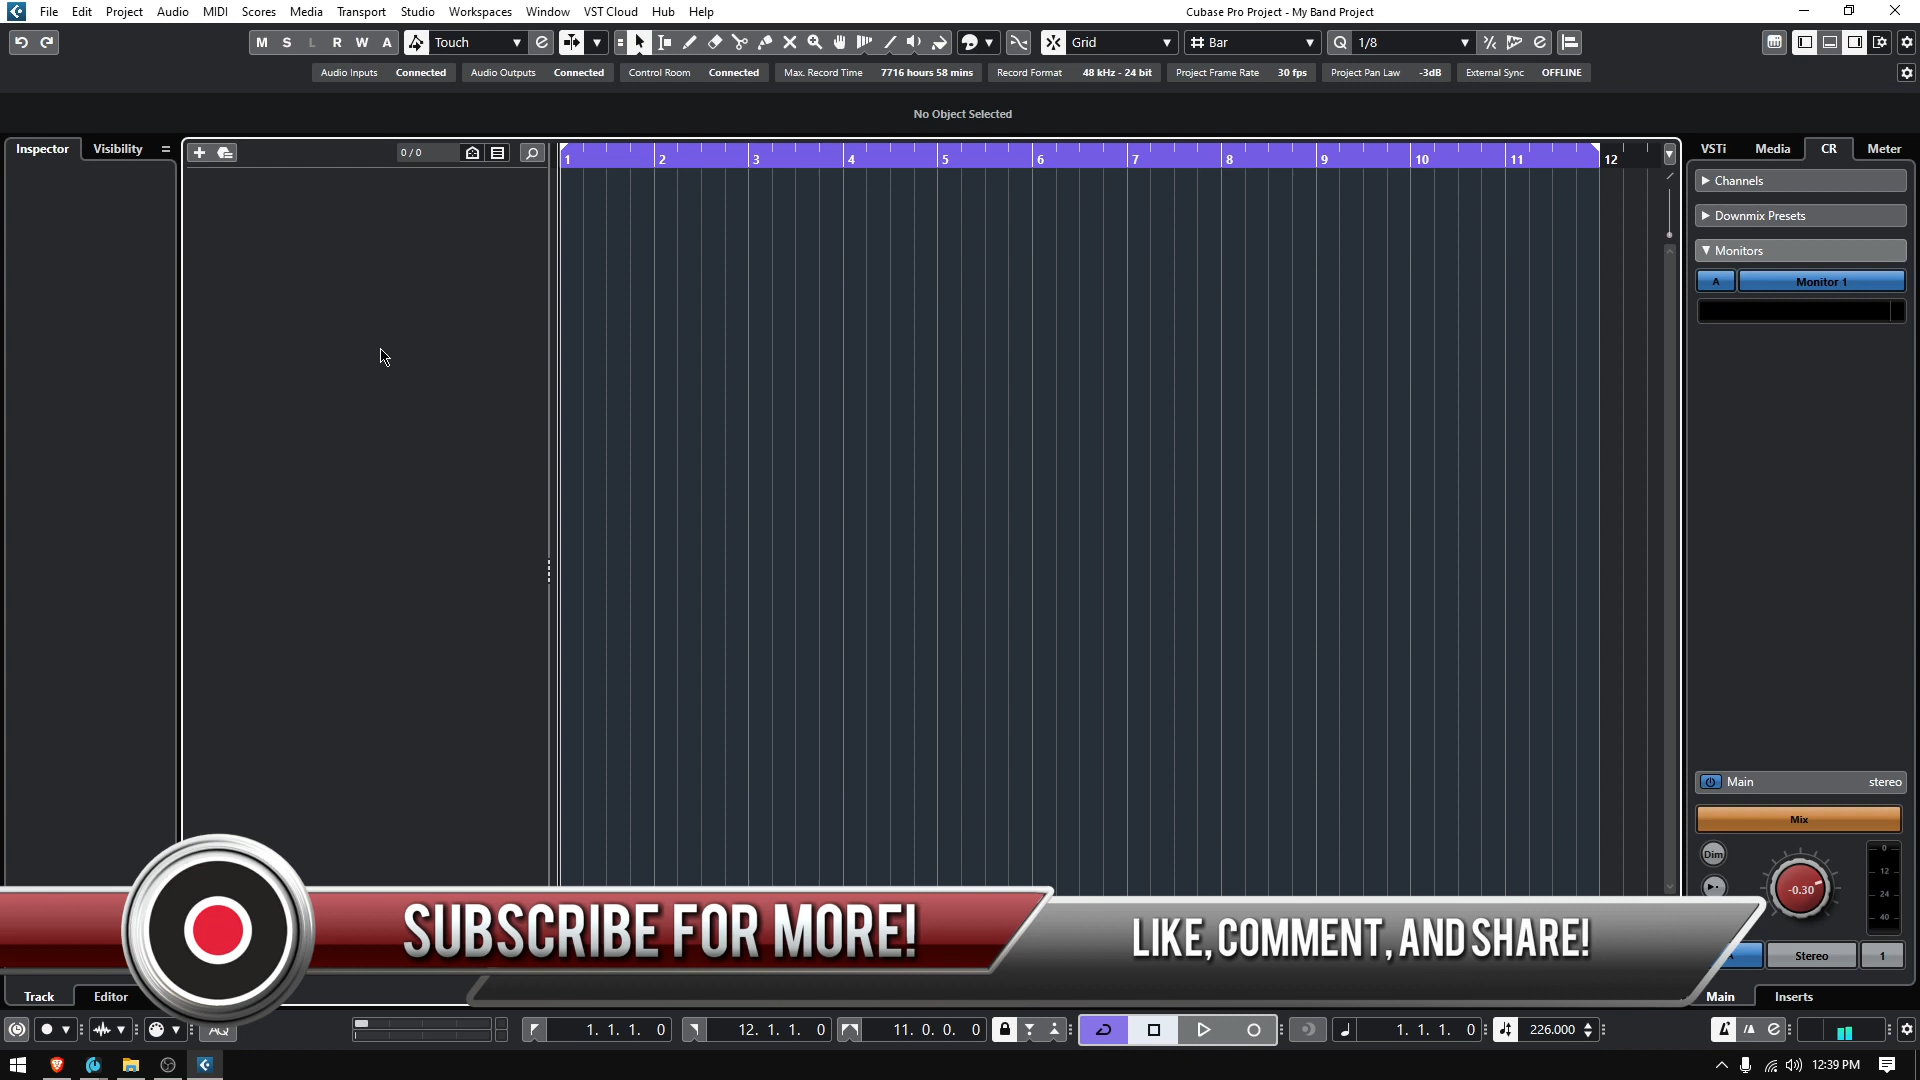 File Edit Project Audio MIDI Scores Media Transport Studio Workspaces Window VST Cloud Hub Help
Cubase Pro Project - My Band Project
M S L R W A Touch Grid Bar Q 1/8
Audio Inputs Connected Audio Outputs Connected Control Room Connected Max. Record Time 7716 hours 58 mins Record Format 48 kHz - 24 bit Project Frame Rate 30 fps Project Pan Law -3dB External Sync OFFLINE
No Object Selected
Inspector Visibility
0 / 0
1 2 3 4 5 6 7 8 9 10 11 12
VSTi Media CR Meter
Channels
Downmix Presets
Monitors
A Monitor 1
Main stereo
Mix
Dim
-0.30
0
12
24
40
SUBSCRIBE FOR MORE!
LIKE, COMMENT, AND SHARE!
Stereo 1
Track Editor
Main Inserts
AQ
1. 1. 1. 0
12. 1. 1. 0
11. 0. 0. 0
1. 1. 1. 0
226.000
12:39 PM